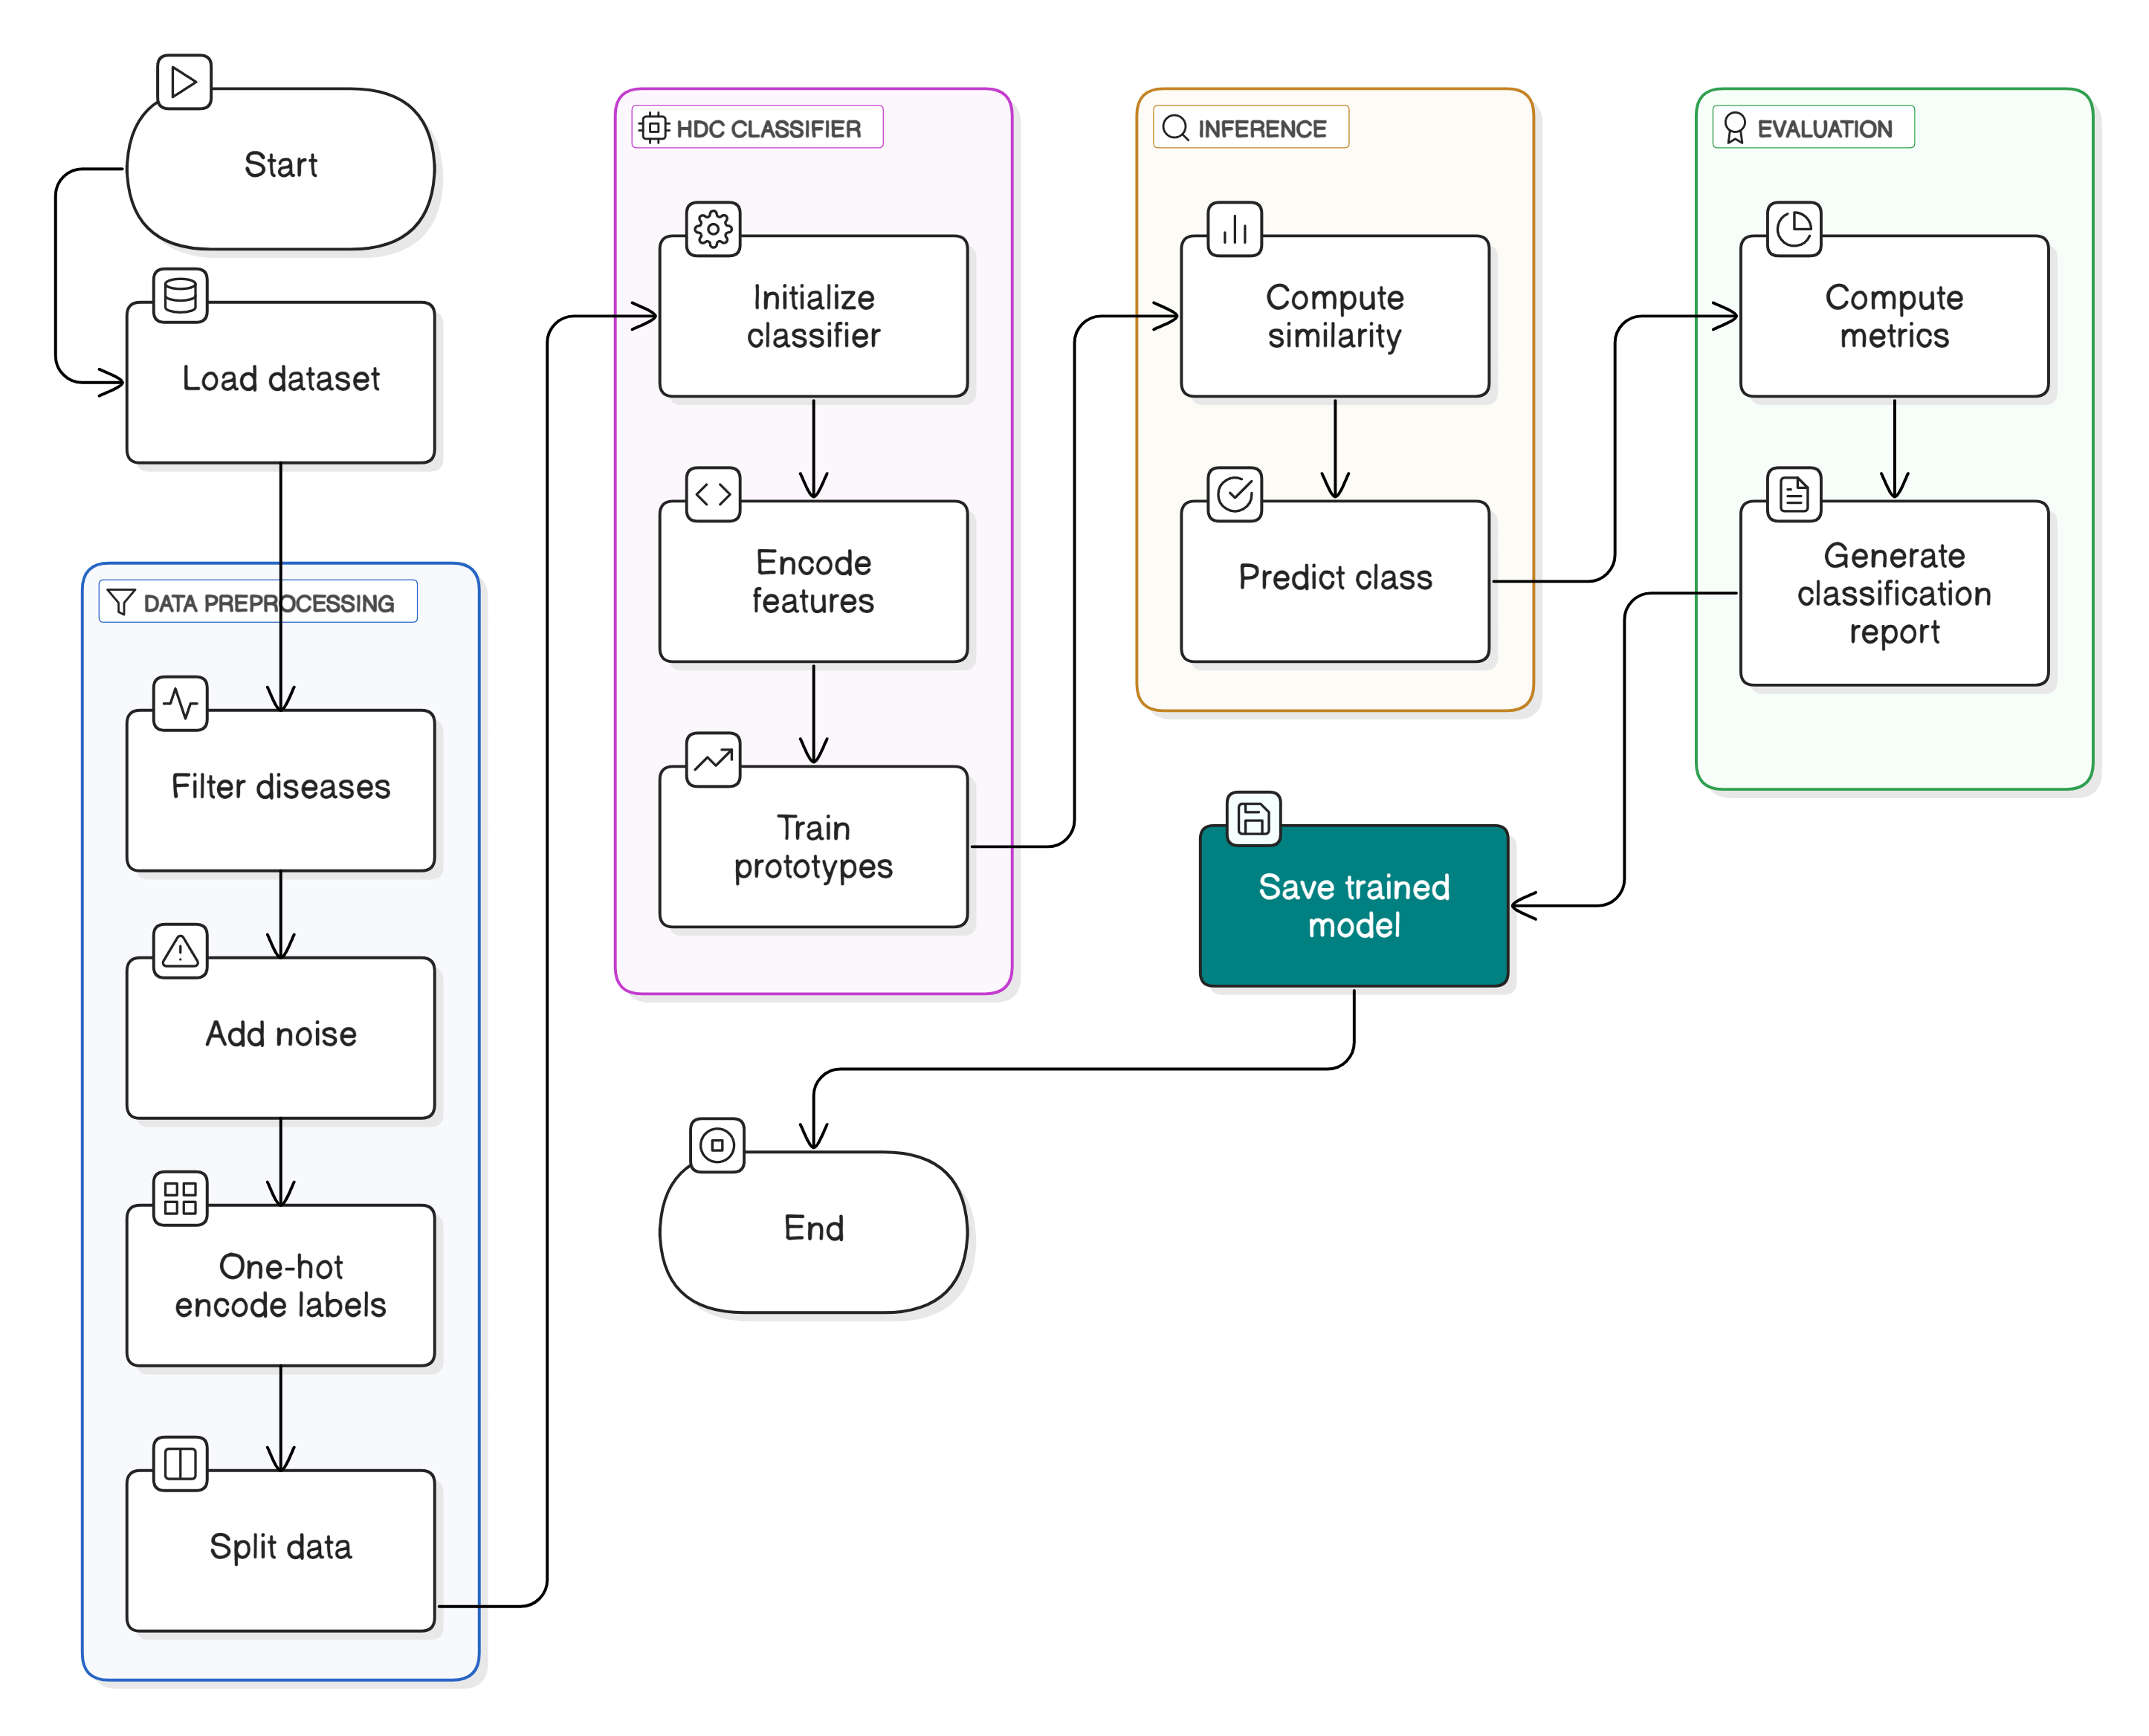 Start
Load dataset
DATA PREPROCESSING
Filter diseases
Add noise
One-hot
encode labels
Split data
HDC CLASSIFIER
Initialize
classifier
Encode
features
Train
prototypes
INFERENCE
Compute
similarity
Predict class
EVALUATION
Compute
metrics
Generate
classification
report
Save trained
model
End